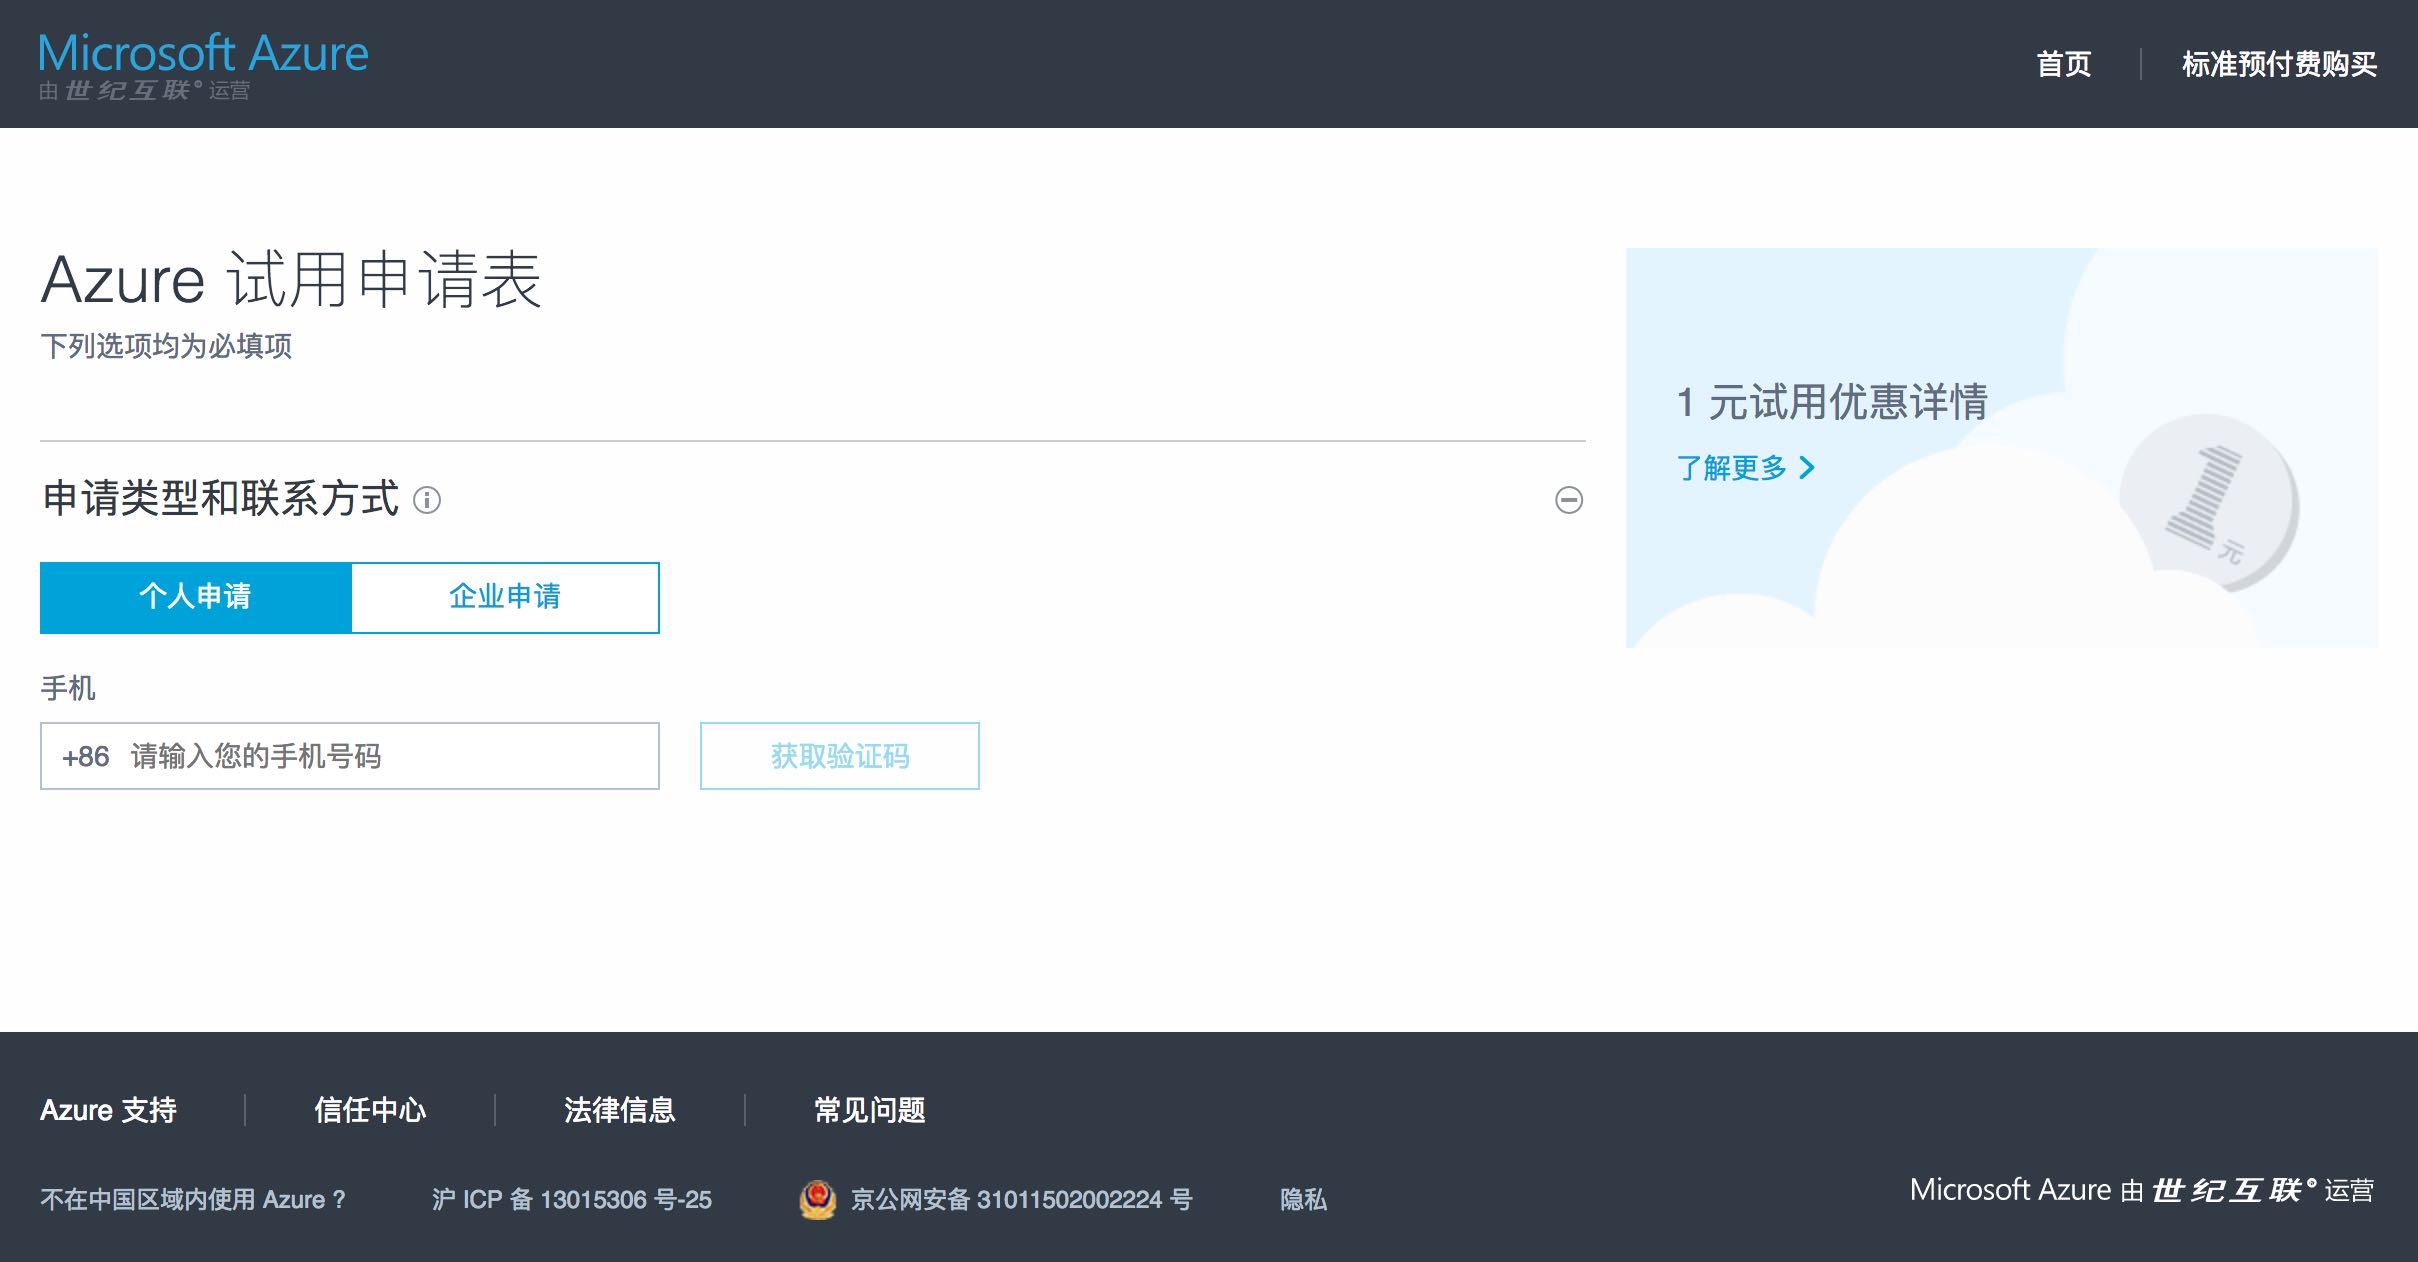 Microsoft Azure
由世纪互联运营
首页
标准预付费购买
Azure 试用申请表
下列选项均为必填项
1 元试用优惠详情
了解更多
1元
申请类型和联系方式
个人申请
企业申请
手机
+86 请输入您的手机号码
获取验证码
Azure 支持
信任中心
法律信息
常见问题
不在中国区域内使用 Azure ?
沪 ICP 备 13015306 号-25
京公网安备 31011502002224 号
隐私
Microsoft Azure 由世纪互联运营